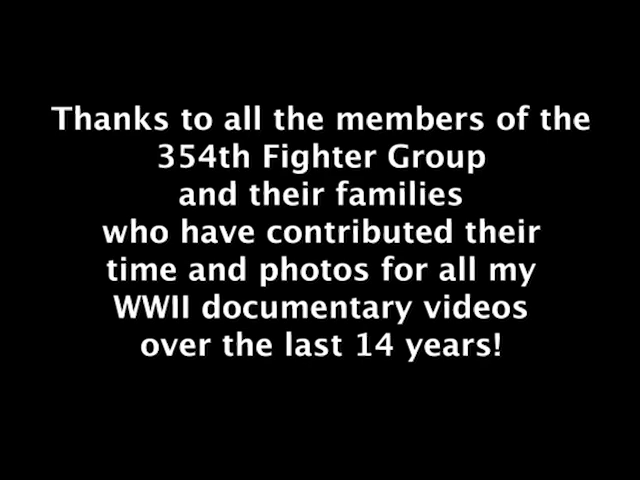 Thanks to all the members of the
354th Fighter Group
and their families
who have contributed their
time and photos for all my
WWII documentary videos
over the last 14 years!